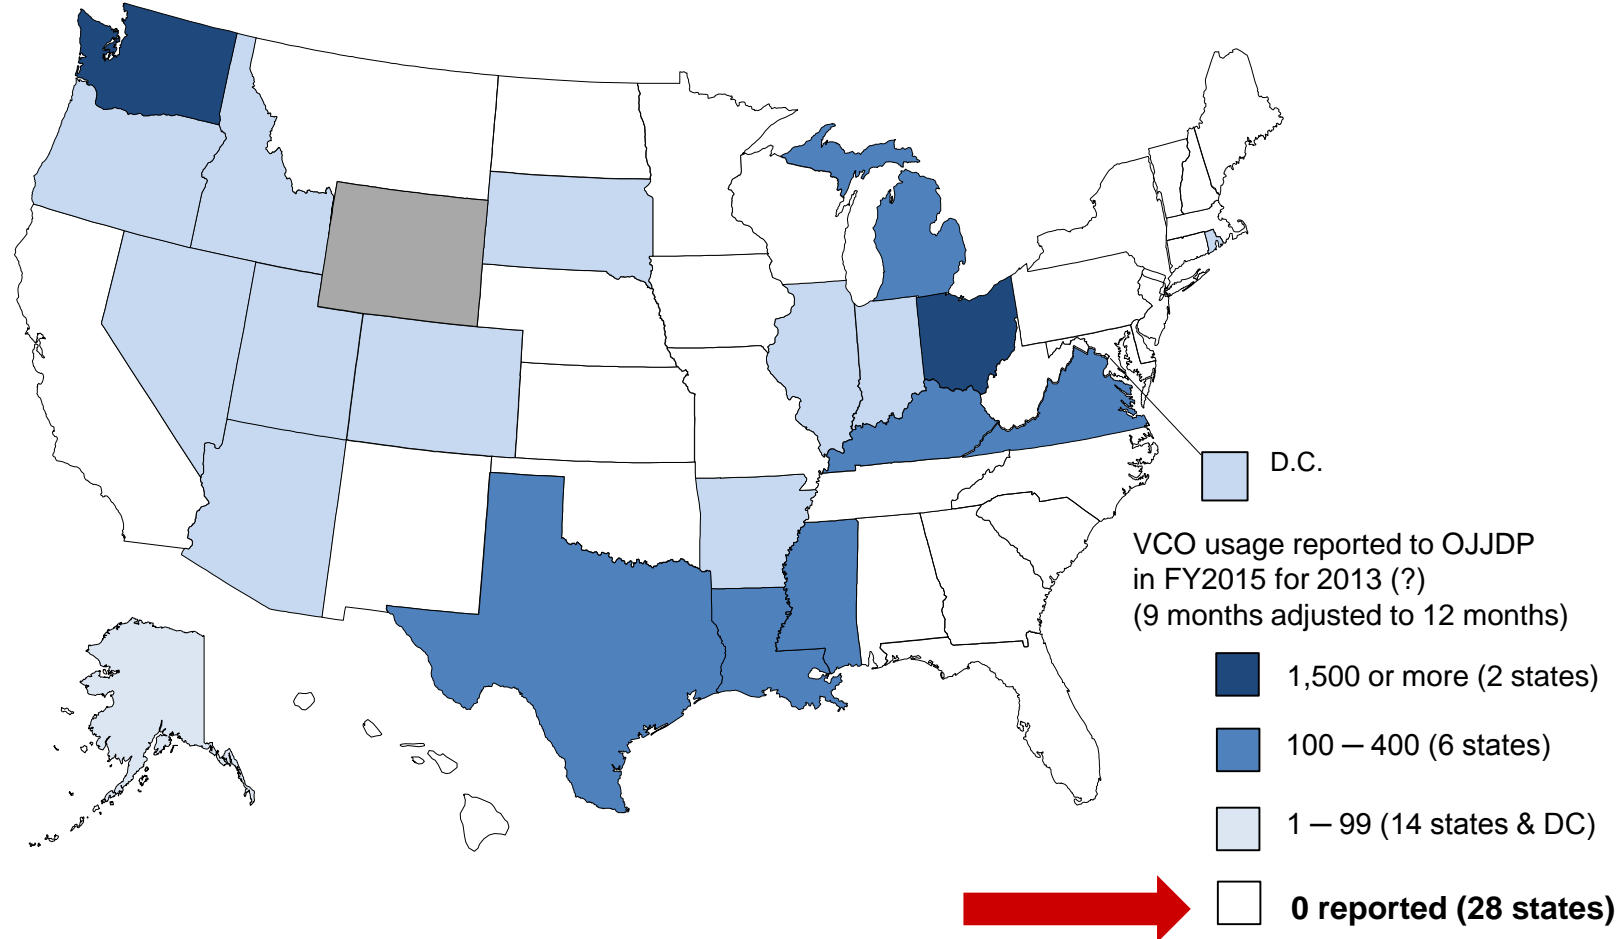 D.C.
VCO usage reported to OJJDP
in FY2015 for 2013 (?)
(9 months adjusted to 12 months)
1,500 or more (2 states)
100 – 400 (6 states)
1 – 99 (14 states & DC)
0 reported (28 states)